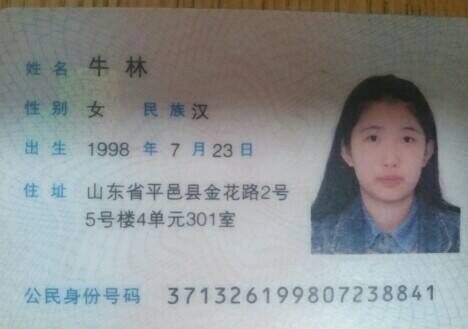 姓名 牛林
性别 女 民族 汉
出生 1998 年 7 月 23 日
住址 山东省平邑县金花路2号
5号楼4单元301室
公民身份号码 371326199807238841